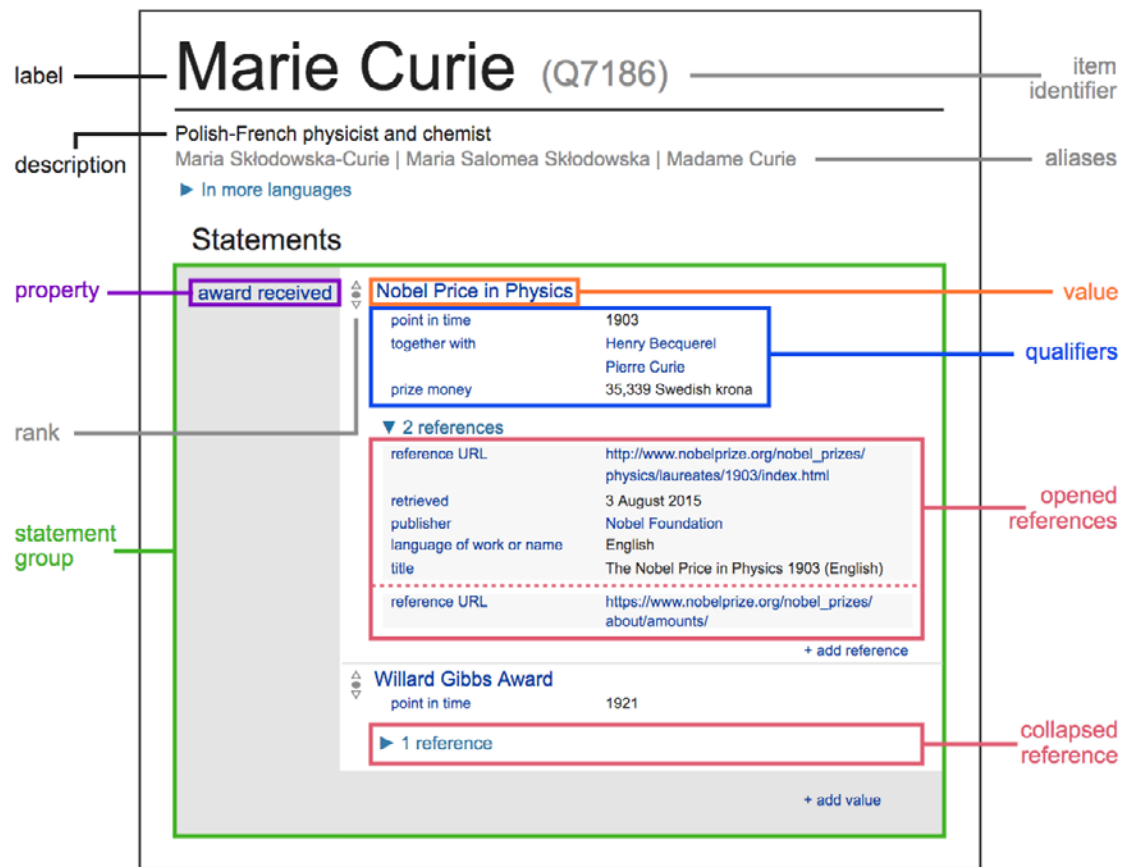 label
Marie Curie (Q7186)
item
identifier
description
Polish-French physicist and chemist
Maria Skłodowska-Curie | Maria Salomea Skłodowska | Madame Curie
aliases
► In more languages
Statements
property
award received
Nobel Price in Physics
value
point in time 1903
together with Henry Becquerel
Pierre Curie
prize money 35,339 Swedish krona
qualifiers
rank
▼ 2 references
reference URL http://www.nobelprize.org/nobel_prizes/
physics/laureates/1903/index.html
retrieved 3 August 2015
publisher Nobel Foundation
language of work or name English
title The Nobel Price in Physics 1903 (English)
opened
references
statement
group
reference URL https://www.nobelprize.org/nobel_prizes/
about/amounts/
+ add reference
Willard Gibbs Award
point in time 1921
► 1 reference
collapsed
reference
+ add value